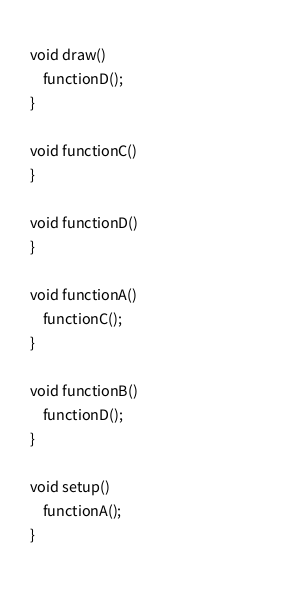 void draw()
    functionD();
}

void functionC()
}

void functionD()
}

void functionA()
    functionC();
}

void functionB()
    functionD();
}

void setup()
    functionA();
}